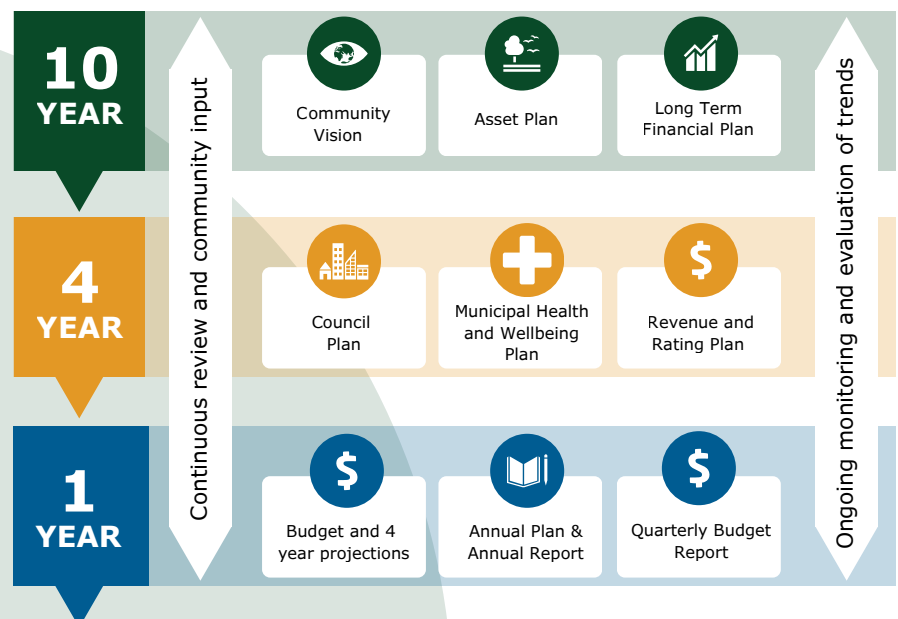 10
YEAR
Continuous review and community input
Community
Vision
Asset Plan
Long Term
Financial Plan
Ongoing monitoring and evaluation of trends
4
YEAR
Council
Plan
Municipal Health
and Wellbeing
Plan
$
Revenue and
Rating Plan
1
YEAR
$
Budget and 4
year projections
Annual Plan &
Annual Report
$
Quarterly Budget
Report